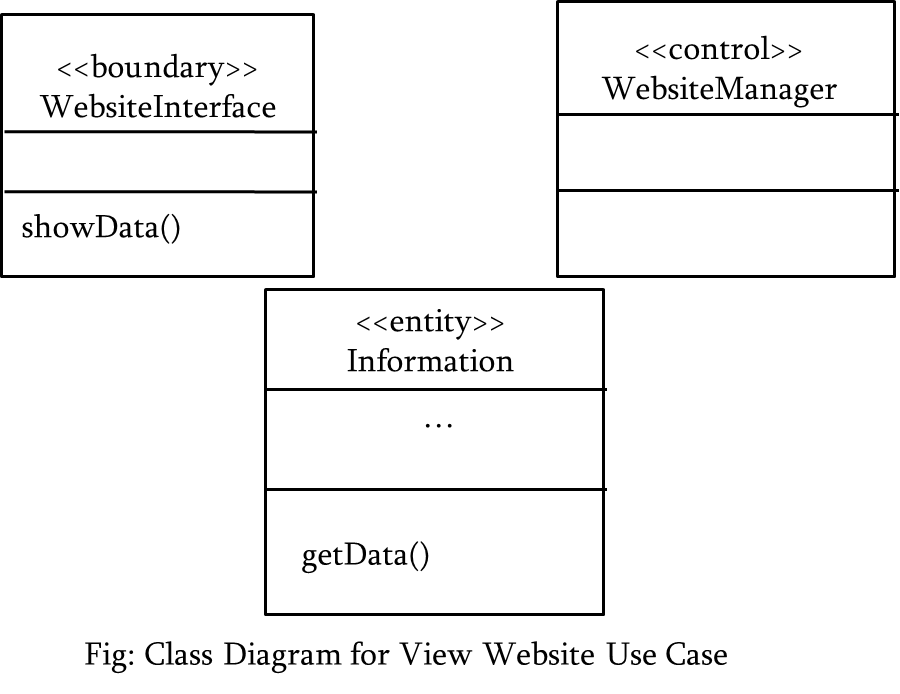 <<boundary>>
WebsiteInterface
showData()
<<control>>
WebsiteManager
<<entity>>
Information
...
getData()
Fig: Class Diagram for View Website Use Case